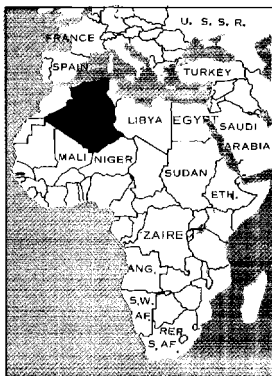 U. S. S. R.
FRANCE
SPAIN
TURKEY
LIBYA
EGYPT
SAUDI
ARABIA
MALI
NIGER
SUDAN
ETH.
ZAIRE
ANG.
S.W.
AF.
REP.
S. AF.